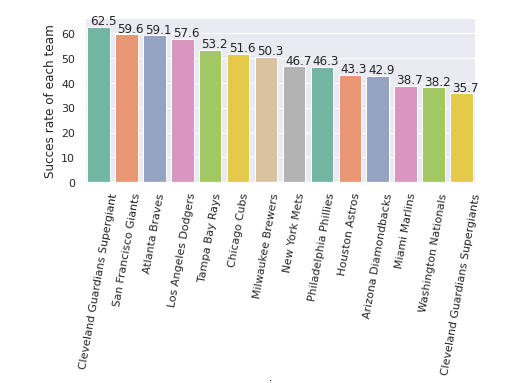 Succes rate of each team
60
50
40
30
20
10
0
62.5
59.6
59.1
57.6
53.2
51.6
50.3
46.7
46.3
43.3
42.9
38.7
38.2
35.7
Cleveland Guardians Supergiant
San Francisco Giants
Atlanta Braves
Los Angeles Dodgers
Tampa Bay Rays
Chicago Cubs
Milwaukee Brewers
New York Mets
Philadelphia Phillies
Houston Astros
Arizona Diamondbacks
Miami Marlins
Washington Nationals
Cleveland Guardians Supergiants
.